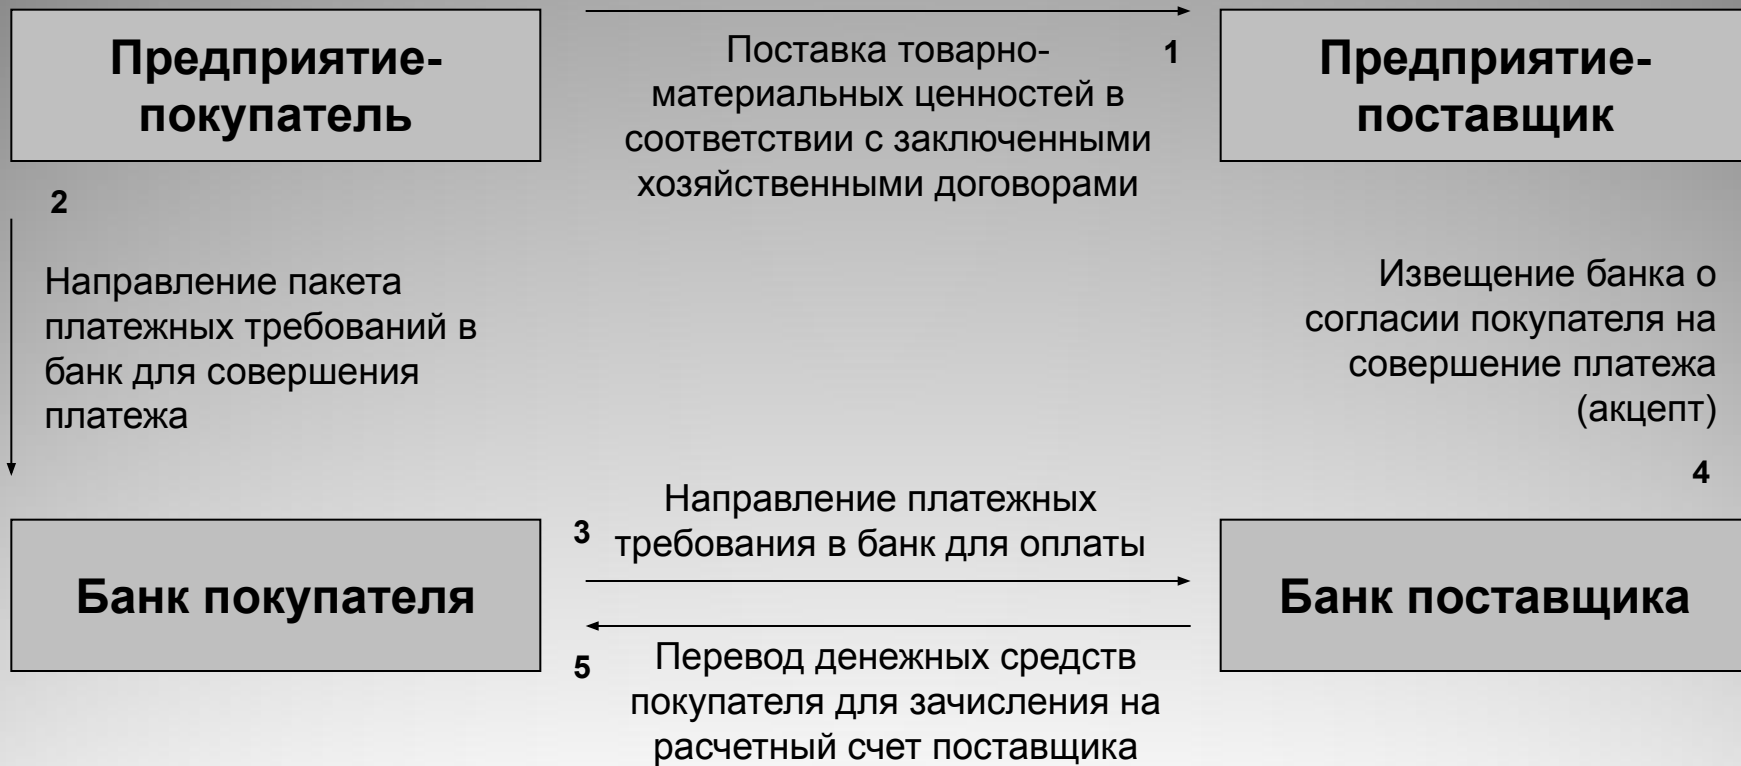 Предприятие-
покупатель
Поставка товарно-
материальных ценностей в
соответствии с заключенными
хозяйственными договорами
1
Предприятие-
поставщик
2
Направление пакета
платежных требований в
банк для совершения
платежа
Извещение банка о
согласии покупателя на
совершение платежа
(акцепт)
4
Банк покупателя
3
Направление платежных
требования в банк для оплаты
5
Перевод денежных средств
покупателя для зачисления на
расчетный счет поставщика
Банк поставщика